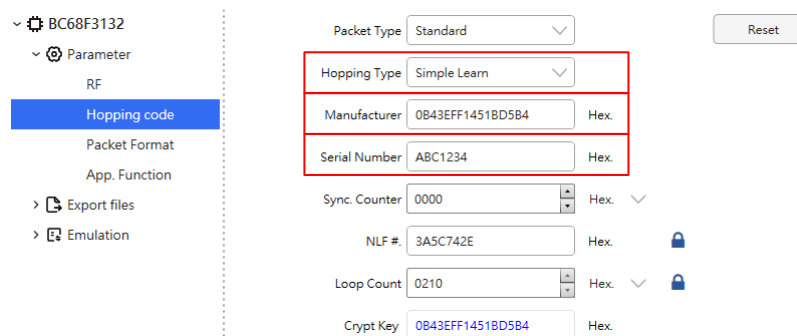 BC68F3132
Parameter
RF
Hopping code
Packet Format
App. Function
Export files
Emulation
Packet Type Standard Reset
Hopping Type Simple Learn
Manufacturer 0B43EFF1451BD5B4 Hex.
Serial Number ABC1234 Hex.
Sync. Counter 0000 Hex.
NLF #. 3A5C742E Hex.
Loop Count 0210 Hex.
Crypt Key 0B43EFF1451BD5B4 Hex.